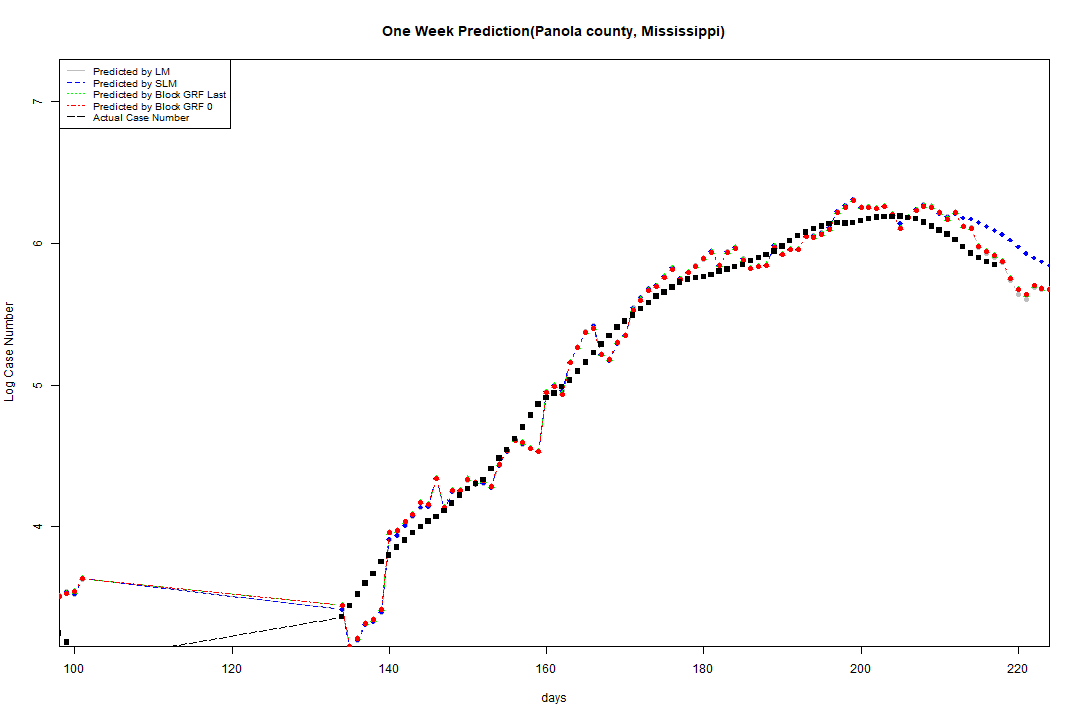 One Week Prediction(Panola county, Mississippi)
Predicted by LM
Predicted by SLM
Predicted by Block GRF Last
Predicted by Block GRF 0
Actual Case Number
7
6
5
4
Log Case Number
100 120 140 160 180 200 220
days